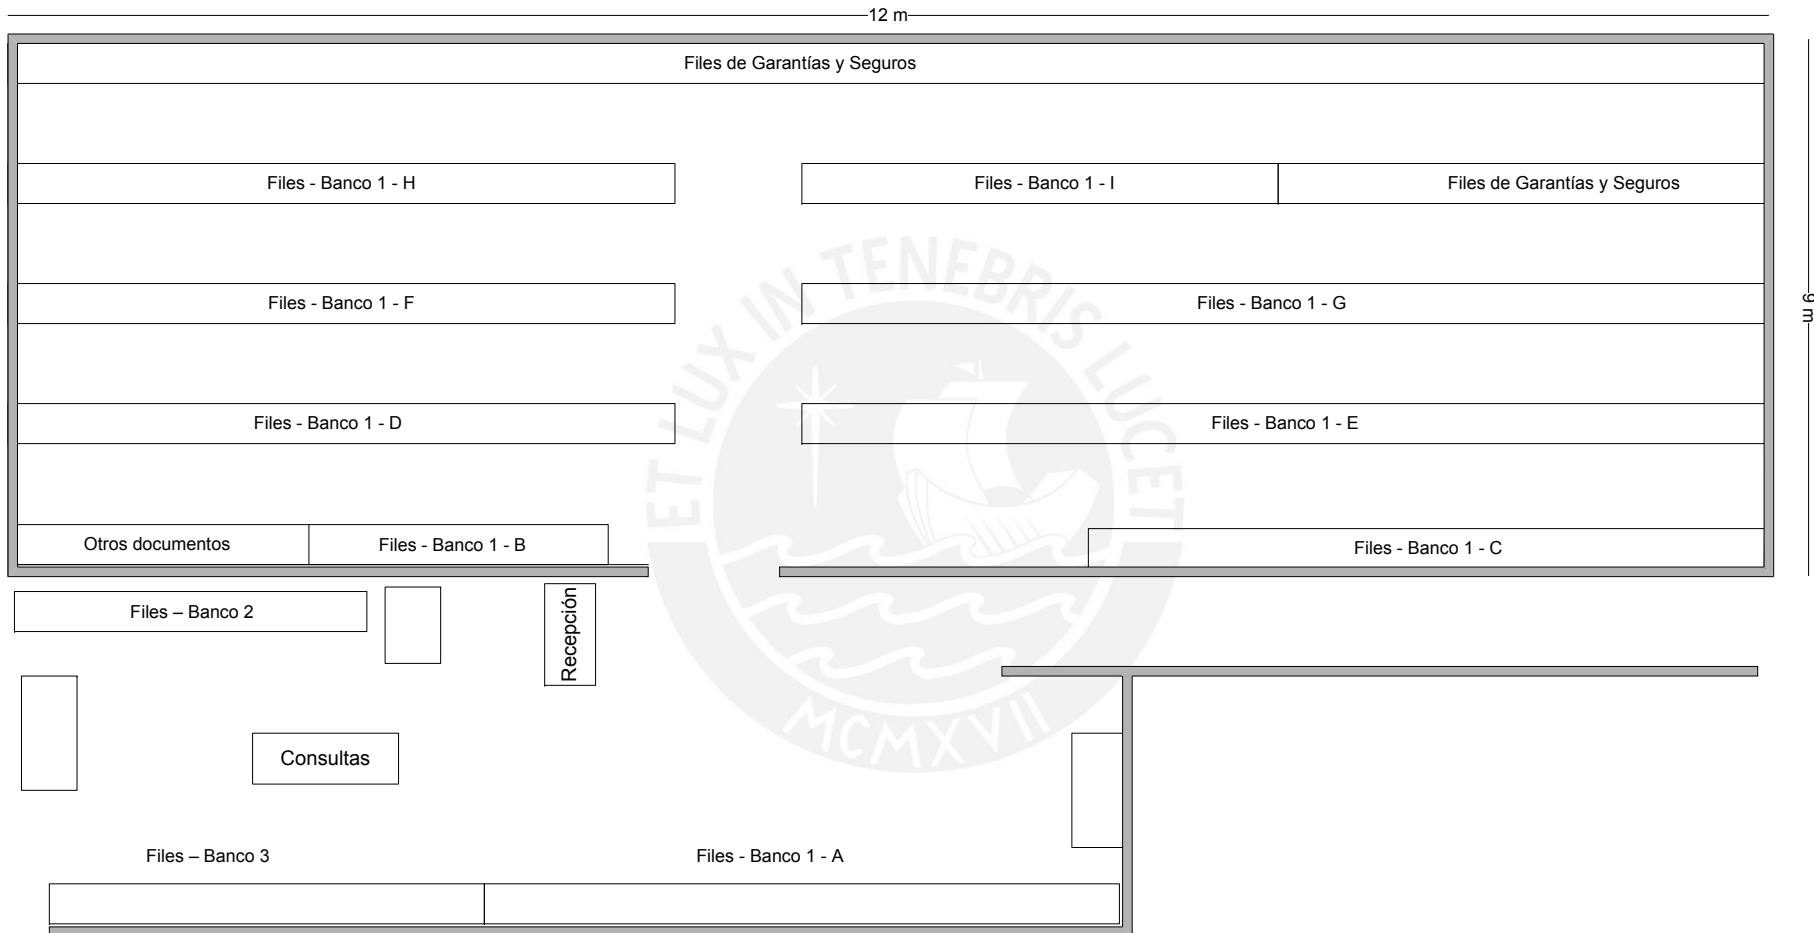 12 m
Files de Garantías y Seguros
Files - Banco 1 - H
Files - Banco 1 - I
Files de Garantías y Seguros
9 m
Files - Banco 1 - F
Files - Banco 1 - G
Files - Banco 1 - D
Files - Banco 1 - E
Otros documentos
Files - Banco 1 - B
Files - Banco 1 - C
Files – Banco 2
Recepción
Consultas
Files – Banco 3
Files - Banco 1 - A
ET LUX IN TENEBRIS LUCET
MCMXVII